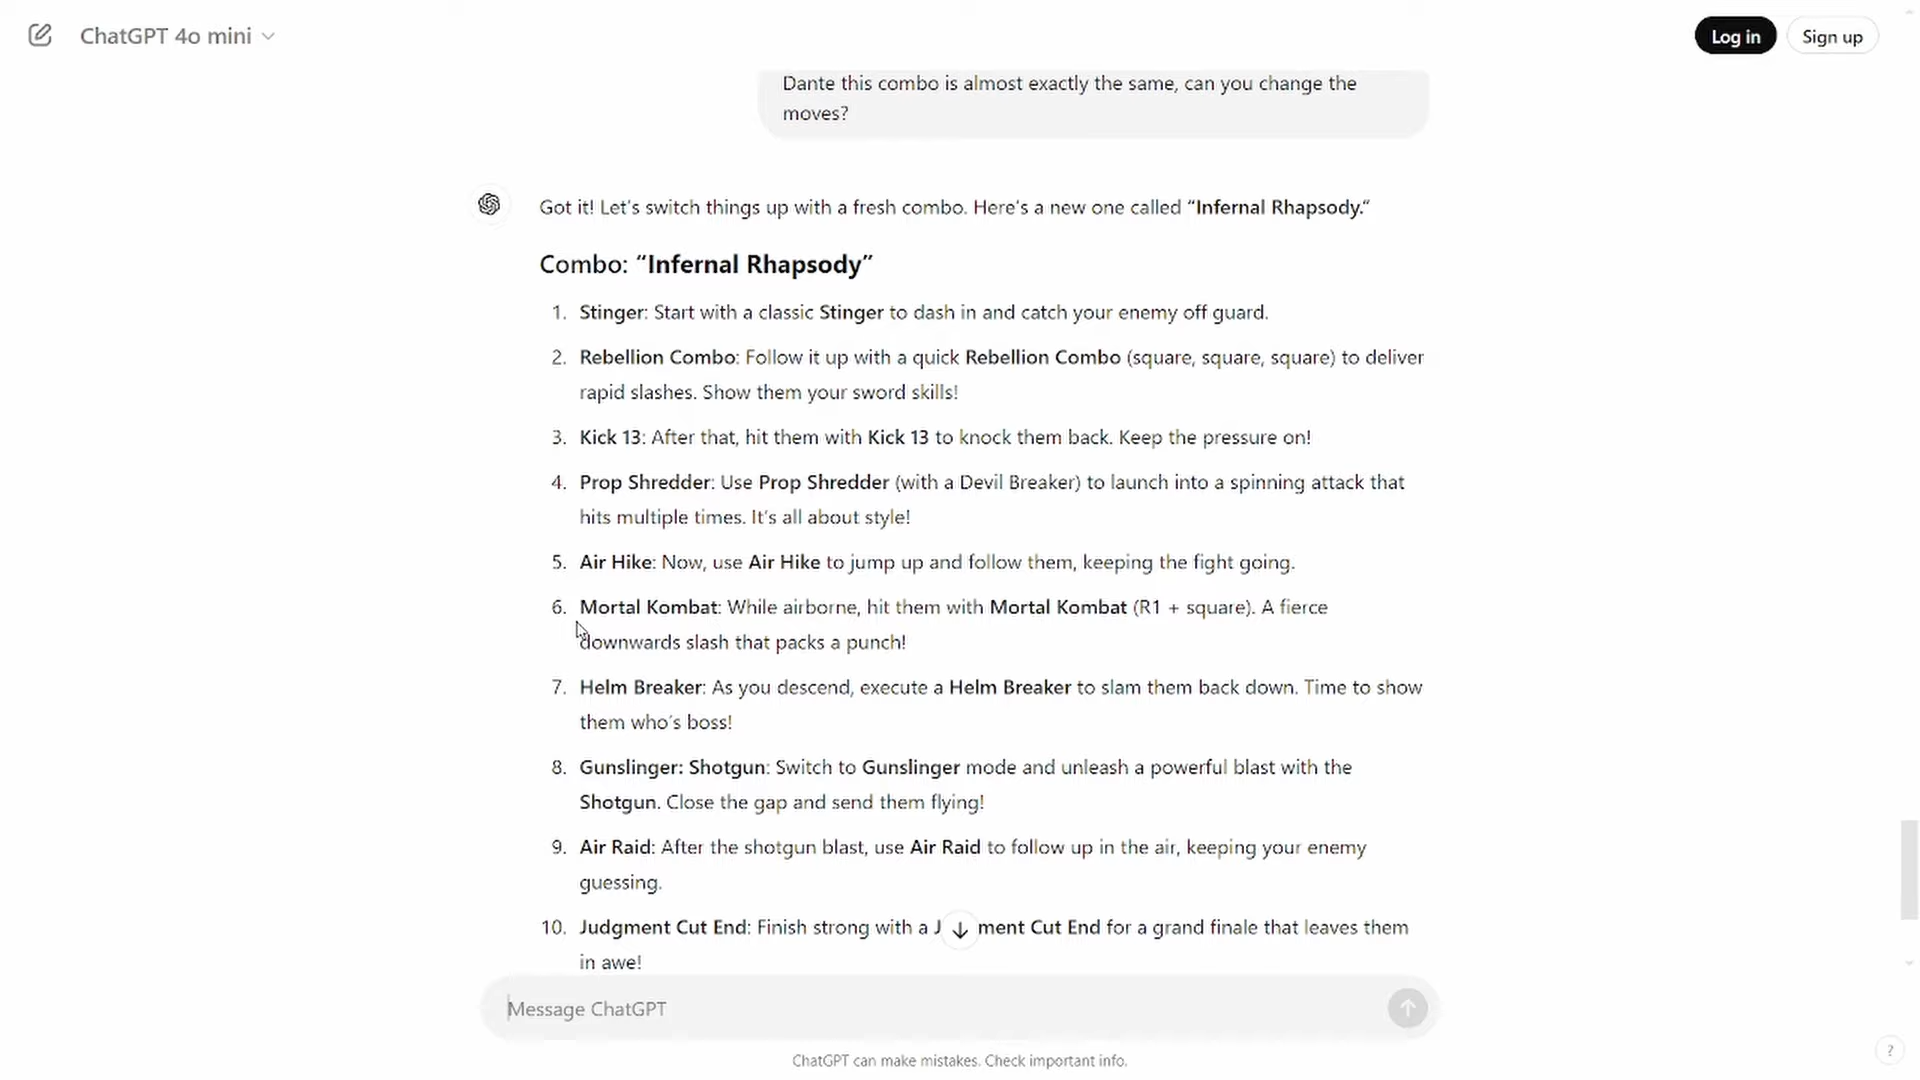 ChatGPT 4o mini
Log in
Sign up
Dante this combo is almost exactly the same, can you change the
moves?
Got it! Let's switch things up with a fresh combo. Here's a new one called “Infernal Rhapsody.“
Combo: “Infernal Rhapsody”
1. Stinger: Start with a classic Stinger to dash in and catch your enemy off guard.
2. Rebellion Combo: Follow it up with a quick Rebellion Combo (square, square, square) to deliver
rapid slashes. Show them your sword skills!
3. Kick 13: After that, hit them with Kick 13 to knock them back. Keep the pressure on!
4. Prop Shredder: Use Prop Shredder (with a Devil Breaker) to launch into a spinning attack that
hits multiple times. It's all about style!
5. Air Hike: Now, use Air Hike to jump up and follow them, keeping the fight going.
6. Mortal Kombat: While airborne, hit them with Mortal Kombat (R1 + square). A fierce
downwards slash that packs a punch!
7. Helm Breaker: As you descend, execute a Helm Breaker to slam them back down. Time to show
them who's boss!
8. Gunslinger: Shotgun: Switch to Gunslinger mode and unleash a powerful blast with the
Shotgun. Close the gap and send them flying!
9. Air Raid: After the shotgun blast, use Air Raid to follow up in the air, keeping your enemy
guessing.
10. Judgment Cut End: Finish strong with a J ment Cut End for a grand finale that leaves them
in awe!
Message ChatGPT
ChatGPT can make mistakes. Check important info.
?